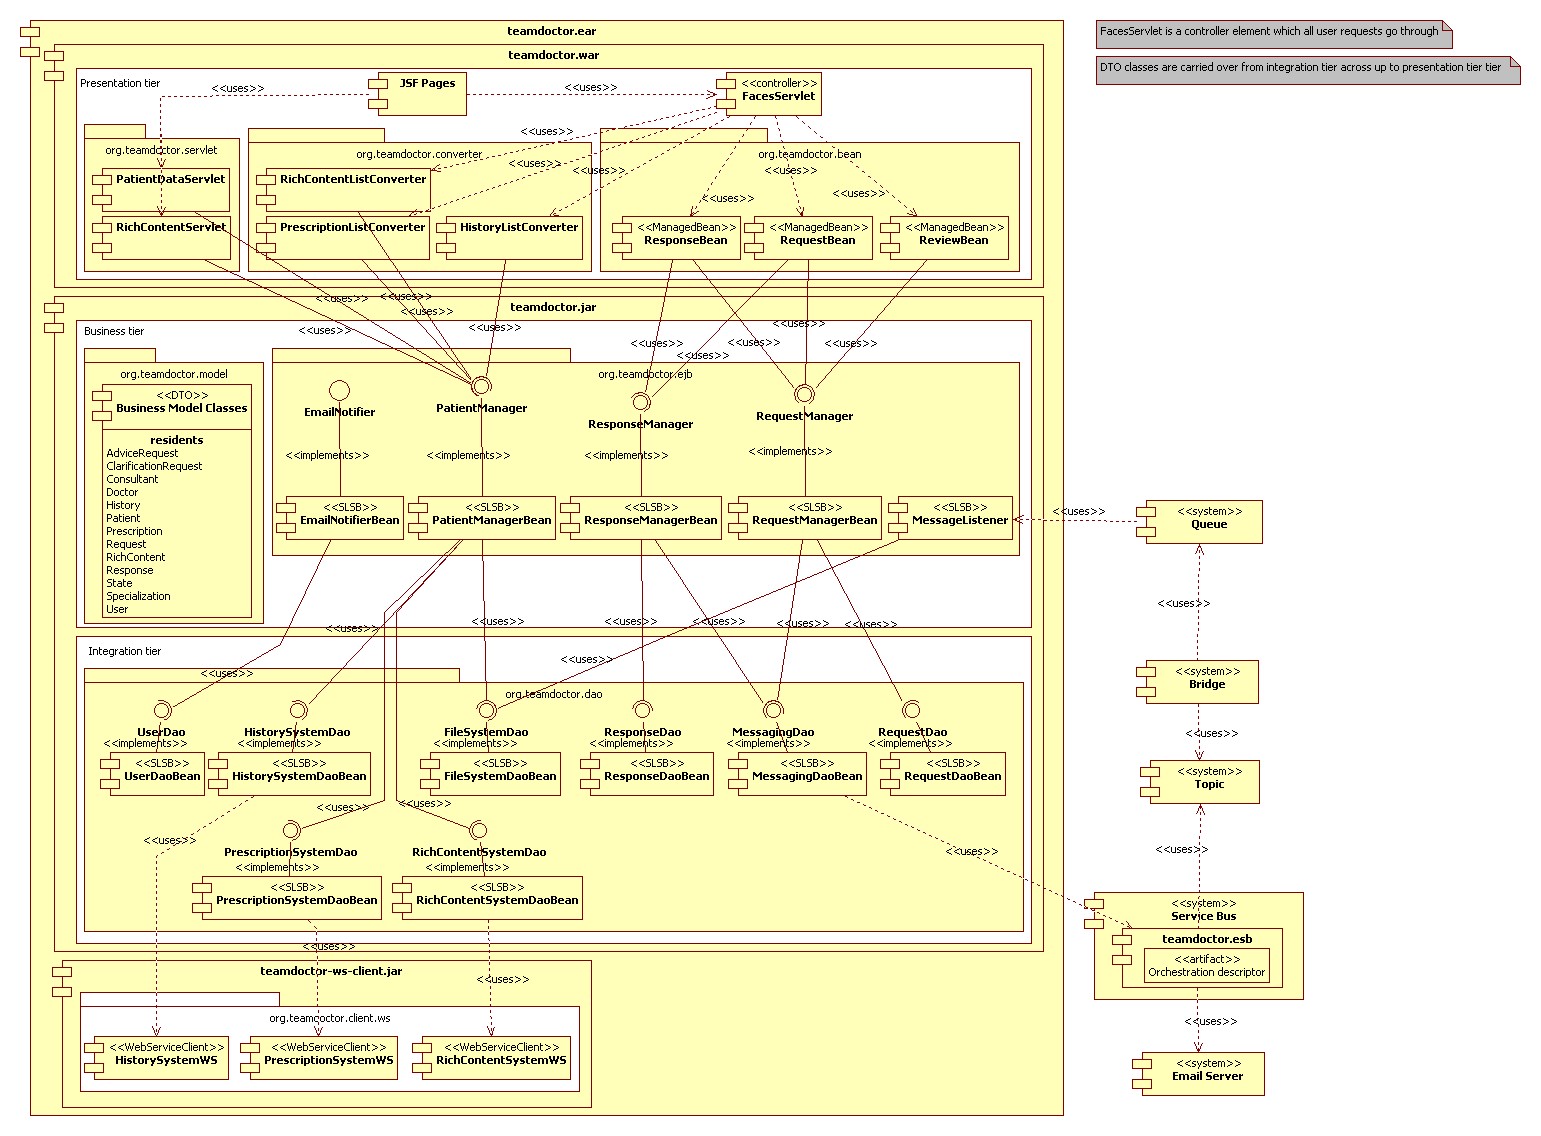 teamdoctor.ear
FacesServlet is a controller element which all user requests go through
teamdoctor.war
DTO classes are carried over from integration tier across up to presentation tier tier
Presentation tier
JSF Pages
<<controller>>
FacesServlet
<<uses>>
<<uses>>
<<uses>>
<<uses>>
<<uses>>
<<uses>>
<<uses>>
<<uses>>
org.teamdoctor.servlet
PatientDataServlet
RichContentServlet
org.teamdoctor.converter
RichContentListConverter
PrescriptionListConverter
HistoryListConverter
org.teamdoctor.bean
<<ManagedBean>>
ResponseBean
<<ManagedBean>>
RequestBean
<<ManagedBean>>
ReviewBean
<<uses>>
<<uses>>
<<uses>>
<<uses>>
<<uses>>
teamdoctor.jar
Business tier
<<uses>>
<<uses>>
<<uses>>
<<uses>>
<<uses>>
org.teamdoctor.model
<<DTO>>
Business Model Classes
residents
AdviceRequest
ClarificationRequest
Consultant
Doctor
History
Patient
Prescription
Request
RichContent
Response
State
Specialization
User
org.teamdoctor.ejb
EmailNotifier
PatientManager
ResponseManager
RequestManager
<<implements>>
<<implements>>
<<implements>>
<<implements>>
<<SLSB>>
EmailNotifierBean
<<SLSB>>
PatientManagerBean
<<SLSB>>
ResponseManagerBean
<<SLSB>>
RequestManagerBean
<<SLSB>>
MessageListener
<<uses>>
<<system>>
Queue
<<uses>>
<<uses>>
<<uses>>
<<uses>>
<<uses>>
<<uses>>
<<uses>>
<<uses>>
<<uses>>
Integration tier
org.teamdoctor.dao
UserDao
HistorySystemDao
FileSystemDao
ResponseDao
MessagingDao
RequestDao
<<implements>>
<<implements>>
<<implements>>
<<implements>>
<<implements>>
<<implements>>
<<SLSB>>
UserDaoBean
<<SLSB>>
HistorySystemDaoBean
<<SLSB>>
FileSystemDaoBean
<<SLSB>>
ResponseDaoBean
<<SLSB>>
MessagingDaoBean
<<SLSB>>
RequestDaoBean
<<uses>>
<<uses>>
<<uses>>
<<uses>>
PrescriptionSystemDao
RichContentSystemDao
<<implements>>
<<implements>>
<<SLSB>>
PrescriptionSystemDaoBean
<<SLSB>>
RichContentSystemDaoBean
<<uses>>
<<uses>>
teamdoctor-ws-client.jar
org.teamdoctor.client.ws
<<WebServiceClient>>
HistorySystemWS
<<WebServiceClient>>
PrescriptionSystemWS
<<WebServiceClient>>
RichContentSystemWS
<<system>>
Bridge
<<uses>>
<<system>>
Topic
<<uses>>
<<system>>
Service Bus
teamdoctor.esb
<<artifact>>
Orchestration descriptor
<<uses>>
<<system>>
Email Server